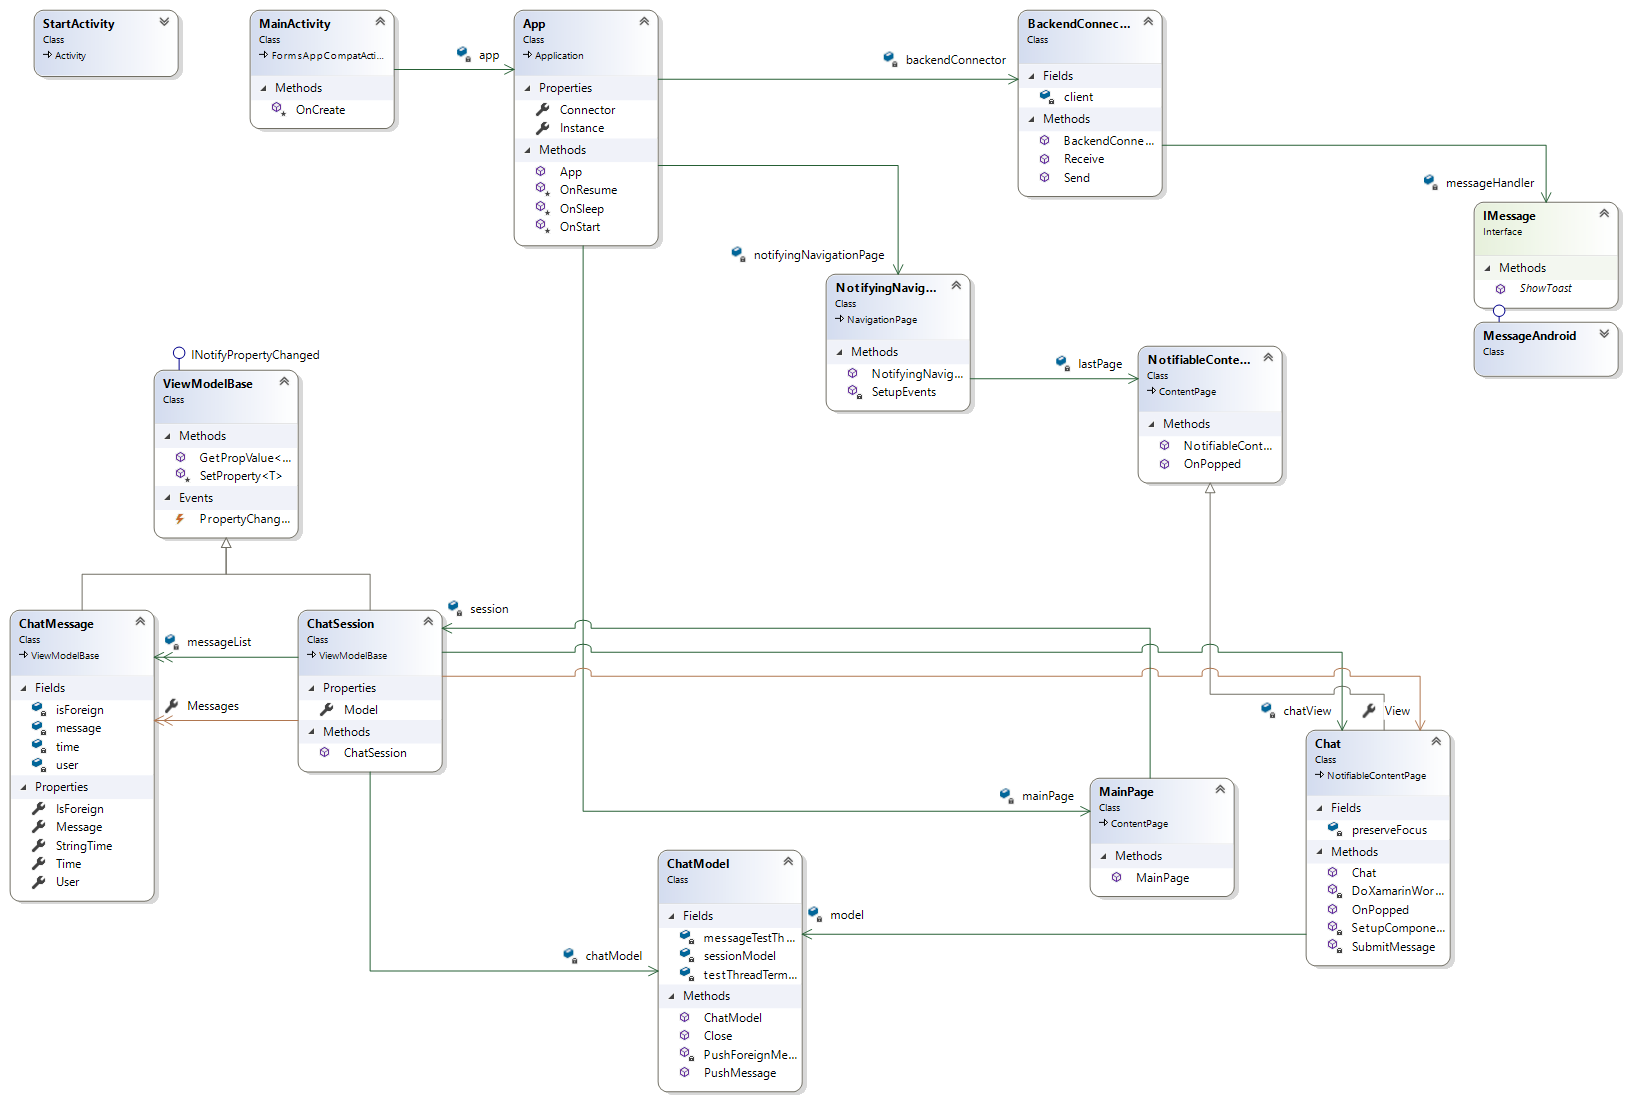 StartActivity
Class
Activity
MainActivity
Class
FormsAppCompatActi...
Methods
OnCreate
app
App
Class
Application
Properties
Connector
Instance
Methods
App
OnResume
OnSleep
OnStart
backendConnector
BackendConnec...
Class
Fields
client
Methods
BackendConne...
Receive
Send
messageHandler
IMessage
Interface
Methods
ShowToast
MessageAndroid
Class
notifyingNavigationPage
NotifyingNavig...
Class
NavigationPage
Methods
NotifyingNavig...
SetupEvents
lastPage
NotifiableConte...
Class
ContentPage
Methods
NotifiableCont...
OnPopped
INotifyPropertyChanged
ViewModelBase
Class
Methods
GetPropValue<...
SetProperty<T>
Events
PropertyChang...
ChatMessage
Class
ViewModelBase
Fields
isForeign
message
time
user
Properties
IsForeign
Message
StringTime
Time
User
messageList
Messages
ChatSession
Class
ViewModelBase
Properties
Model
Methods
ChatSession
session
chatView
View
Chat
Class
NotifiableContentPage
Fields
preserveFocus
Methods
Chat
DoXamarinWor...
OnPopped
SetupCompone...
SubmitMessage
mainPage
MainPage
Class
ContentPage
Methods
MainPage
chatModel
model
ChatModel
Class
Fields
messageTestTh...
sessionModel
testThreadTerm...
Methods
ChatModel
Close
PushForeignMe...
PushMessage